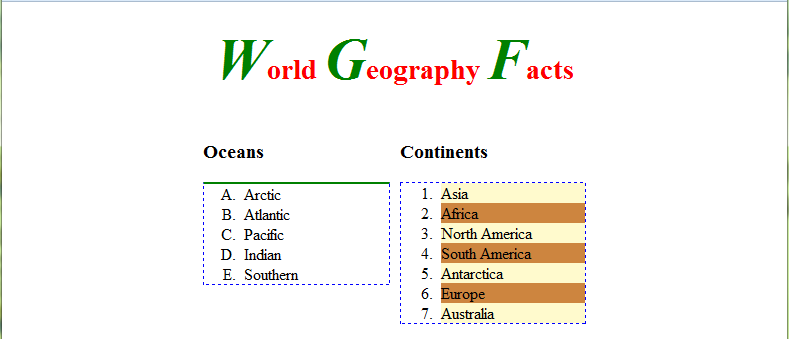 World Geography Facts
Oceans
A. Arctic
B. Atlantic
C. Pacific
D. Indian
E. Southern
Continents
1. Asia
2. Africa
3. North America
4. South America
5. Antarctica
6. Europe
7. Australia